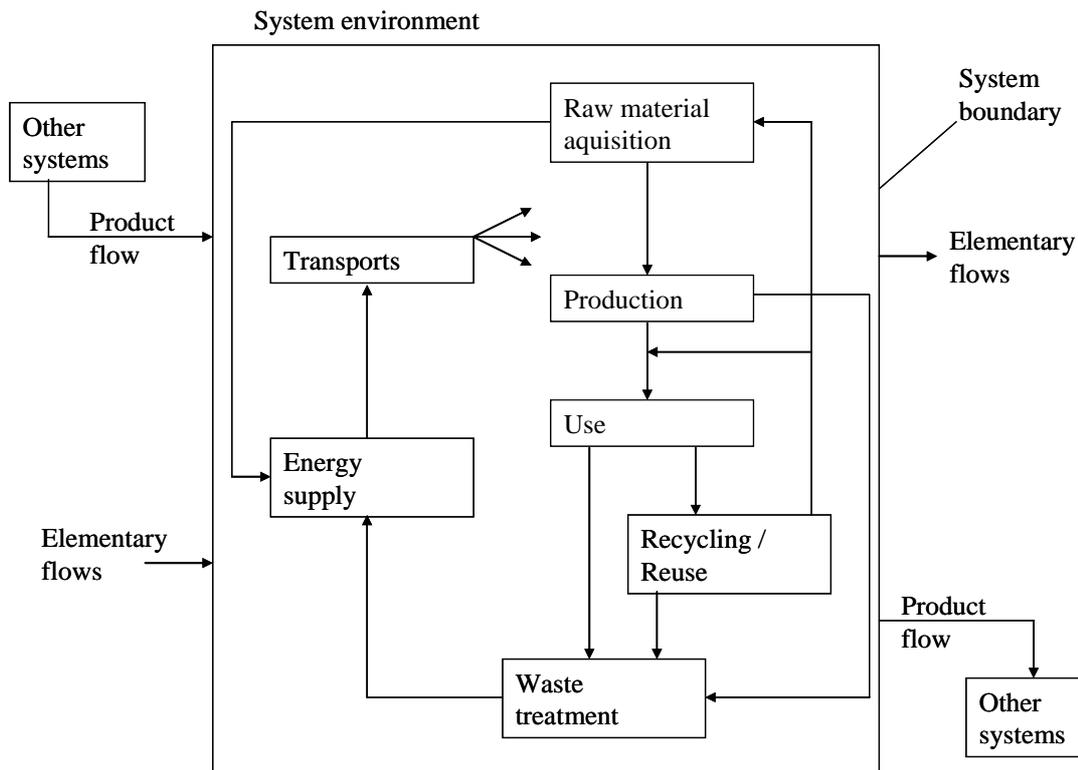 System environment
Other
systems
Product
flow
Raw material
aquisition
System
boundary
Transports
Elementary
flows
Production
Use
Energy
supply
Recycling /
Reuse
Elementary
flows
Product
flow
Waste
treatment
Other
systems